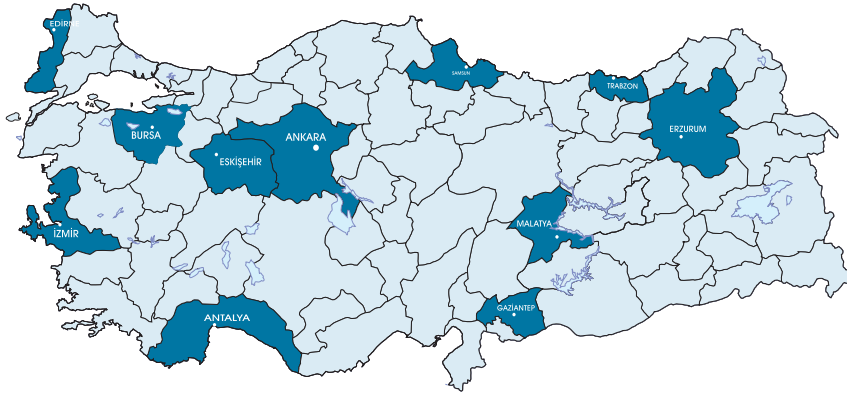 EDİRNE
SAMSUN
TRABZON
BURSA
ANKARA
ERZURUM
ESKİŞEHİR
MALATYA
İZMİR
GAZİANTEP
ANTALYA